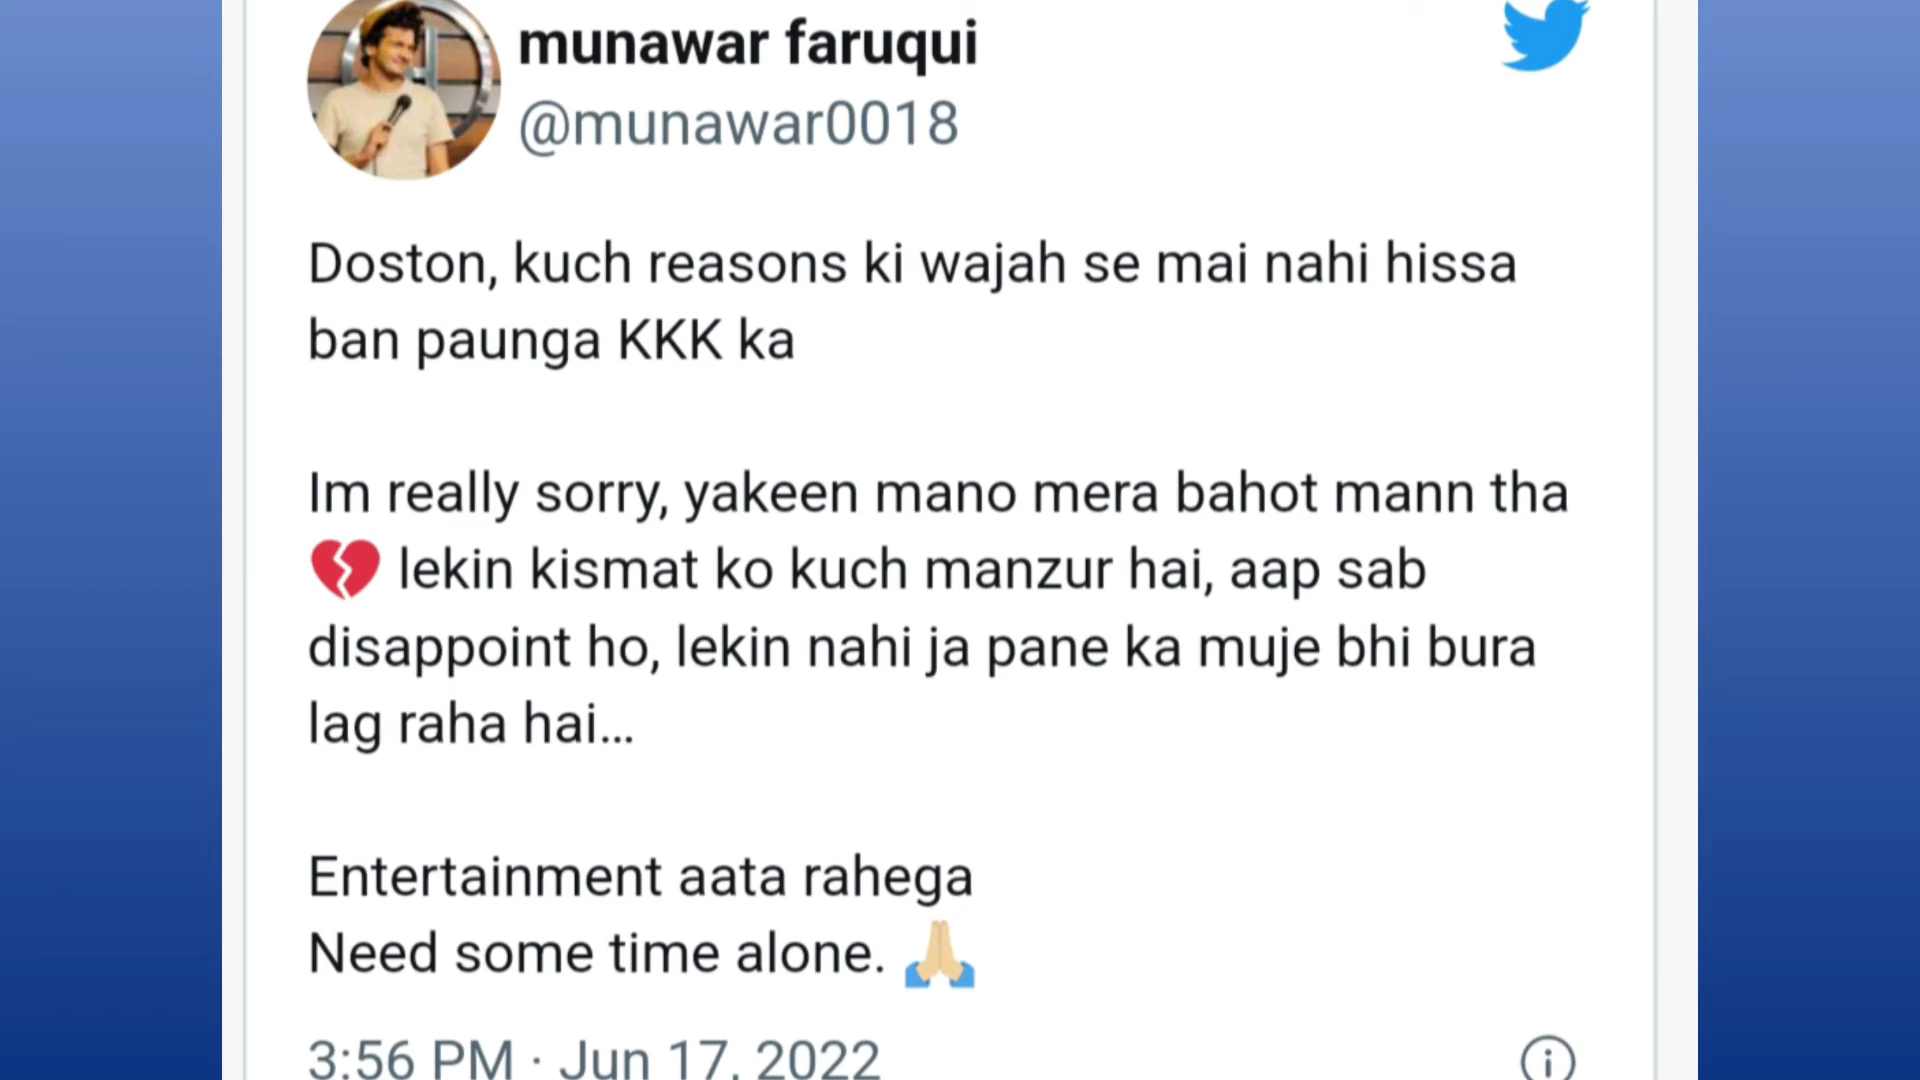 munawar faruqui
@munawar0018
Doston, kuch reasons ki wajah se mai nahi hissa
ban paunga KKK ka
Im really sorry, yakeen mano mera bahot mann tha
💔 lekin kismat ko kuch manzur hai, aap sab
disappoint ho, lekin nahi ja pane ka muje bhi bura
lag raha hai...
Entertainment aata rahega
Need some time alone. 🙏🏼
3:56 PM · Jun 17, 2022